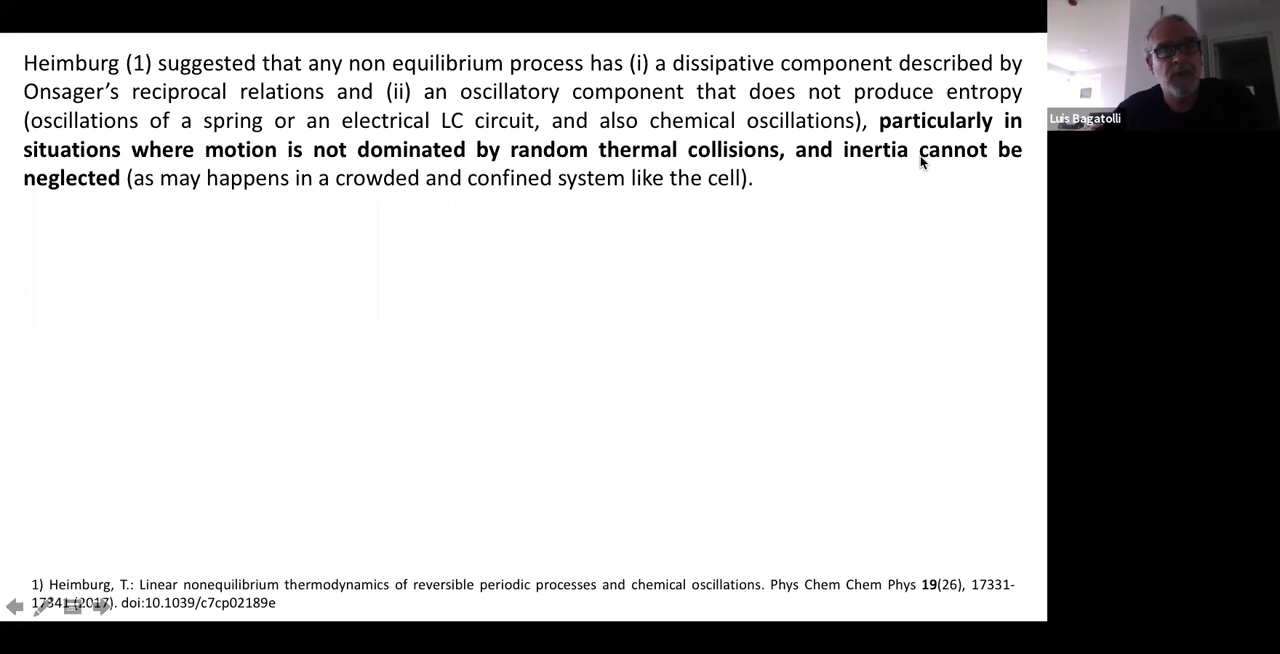 Heimburg (1) suggested that any non equilibrium process has (i) a dissipative component described by
Onsager's reciprocal relations and (ii) an oscillatory component that does not produce entropy
(oscillations of a spring or an electrical LC circuit, and also chemical oscillations), particularly in
situations where motion is not dominated by random thermal collisions, and inertia cannot be
neglected (as may happens in a crowded and confined system like the cell).
Luis Bagatolli
1) Heimburg, T.: Linear nonequilibrium thermodynamics of reversible periodic processes and chemical oscillations. Phys Chem Chem Phys 19(26), 17331-
17341 (2017). doi:10.1039/c7cp02189e